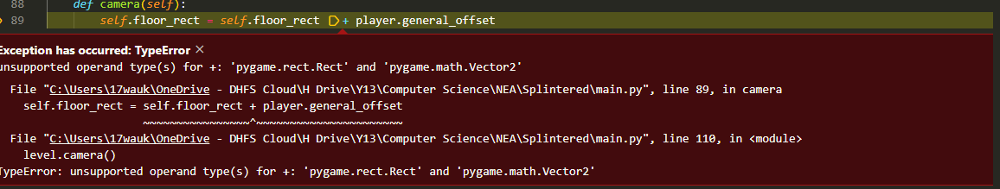 88 def camera(self):
89 self.floor_rect = self.floor_rect + player.general_offset
Exception has occurred: TypeError ×
unsupported operand type(s) for +: 'pygame.rect.Rect' and 'pygame.math.Vector2'
File "C:\Users\17wauk\OneDrive - DHFS Cloud\H Drive\Y13\Computer Science\NEA\Splintered\main.py", line 89, in camera
self.floor_rect = self.floor_rect + player.general_offset
~~~~~~~~~~~~~~~~^~~~~~~~~~~~~~~~~~~~~~~
File "C:\Users\17wauk\OneDrive - DHFS Cloud\H Drive\Y13\Computer Science\NEA\Splintered\main.py", line 110, in <module>
level.camera()
TypeError: unsupported operand type(s) for +: 'pygame.rect.Rect' and 'pygame.math.Vector2'